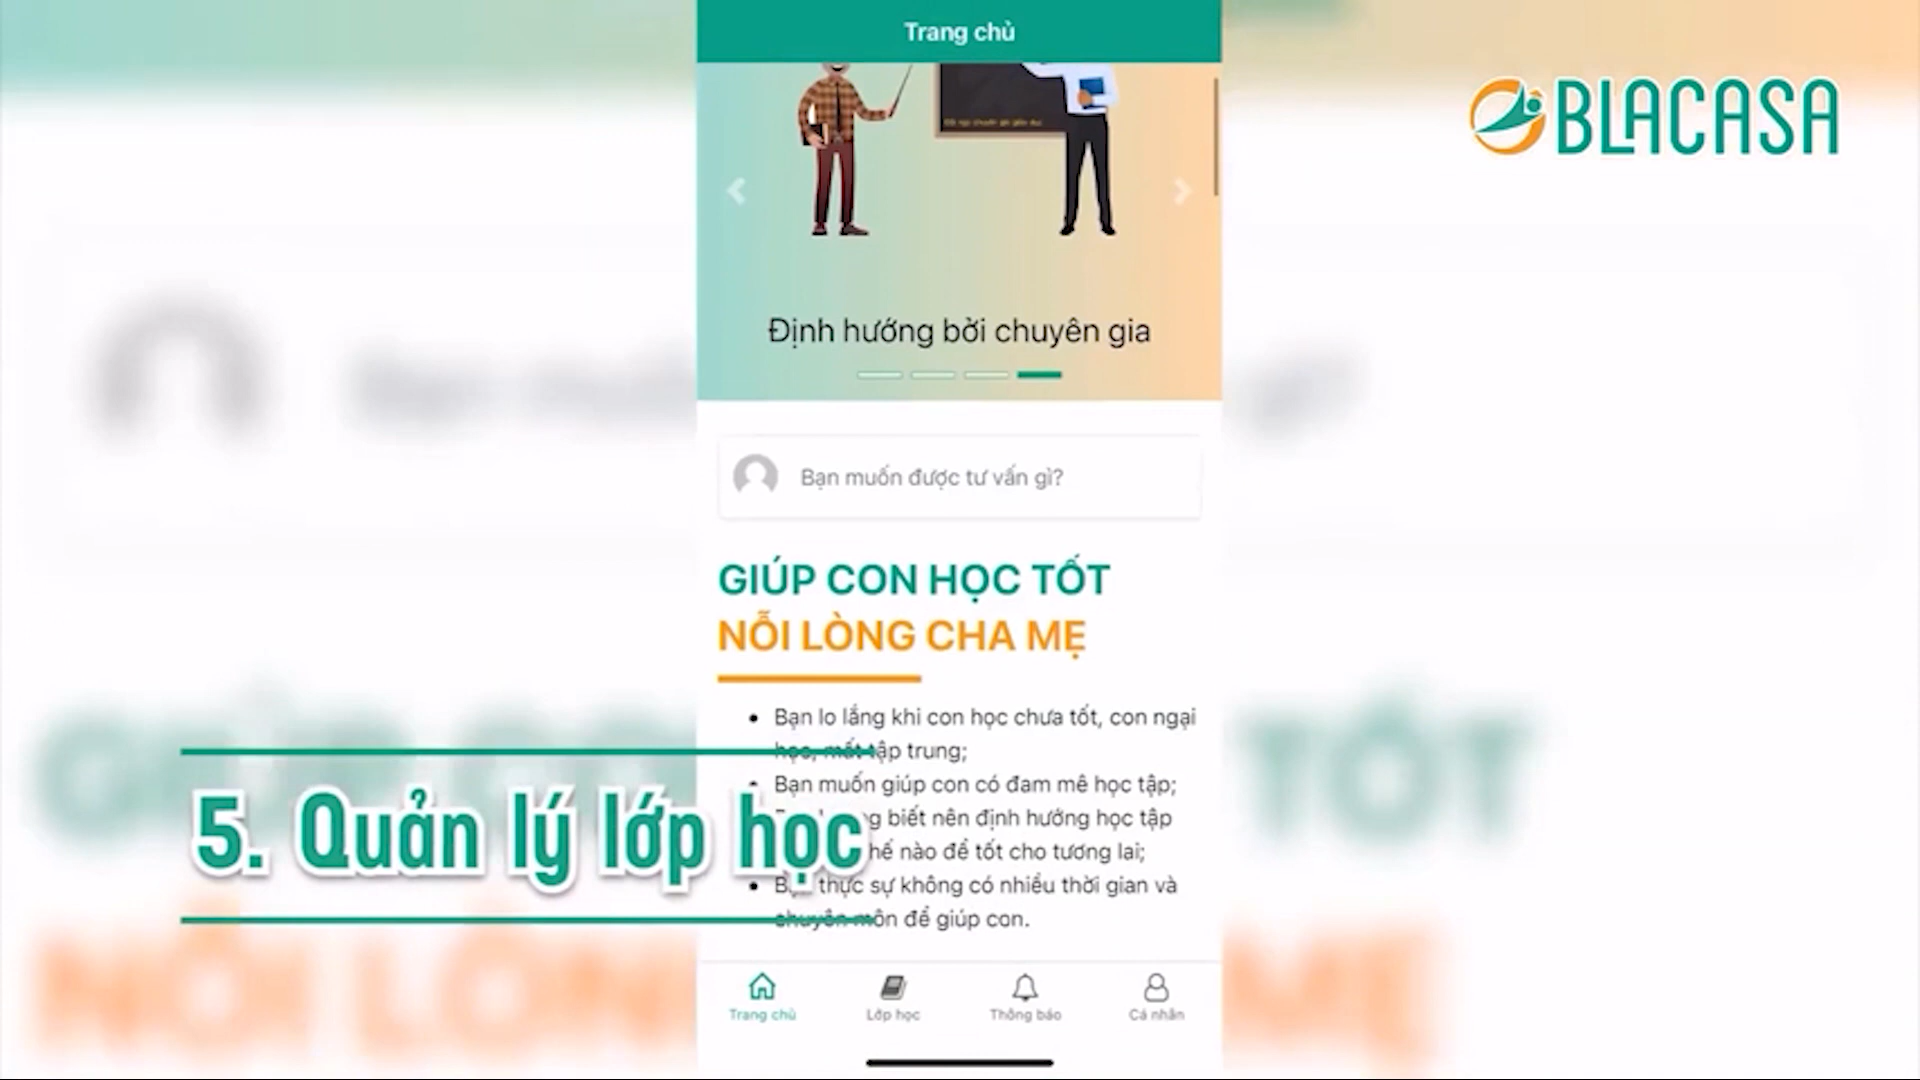 Trang chủ
BLACASA
Định hướng bởi chuyên gia
Bạn muốn được tư vấn gì?
GIÚP CON HỌC TỐT
NỖI LÒNG CHA MẸ
Bạn lo lắng khi con học chưa tốt, con ngại
học, mất tập trung;
Bạn muốn giúp con có đam mê học tập;
biết nên định hướng học tập
nào để tốt cho tương lai;
Bạn thực sự không có nhiều thời gian và
chuyên môn để giúp con.
5. Quản lý lớp học
Trang chủ
Lớp học
Thông báo
Cá nhân